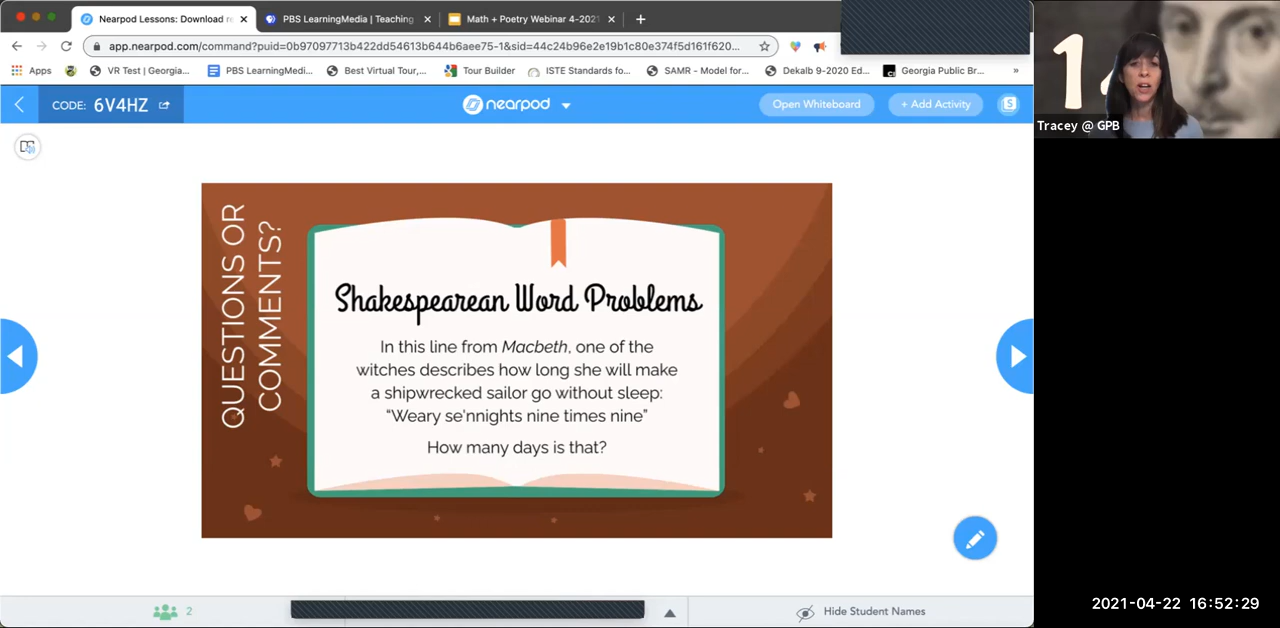 Nearpod Lessons: Download re
PBS LearningMedia | Teaching
Math + Poetry Webinar 4-2021
app.nearpod.com/command?puid=0b97097713b422dd54613b644b6aee75-1&sid=44c24b96e2e19b1c80e374f5d161f620...
Apps
VR Test | Georgia...
PBS LearningMedi...
Best Virtual Tour,...
Tour Builder
ISTE Standards fo...
SAMR - Model for...
Dekalb 9-2020 Ed...
Georgia Public Br...
»
CODE: 6V4HZ
nearpod
Open Whiteboard
+ Add Activity
S
QUESTIONS OR
COMMENTS?
Shakespearean Word Problems
In this line from Macbeth, one of the
witches describes how long she will make
a shipwrecked sailor go without sleep:
“Weary se’nnights nine times nine”
How many days is that?
2
Hide Student Names
Tracey @ GPB
2021-04-22 16:52:29